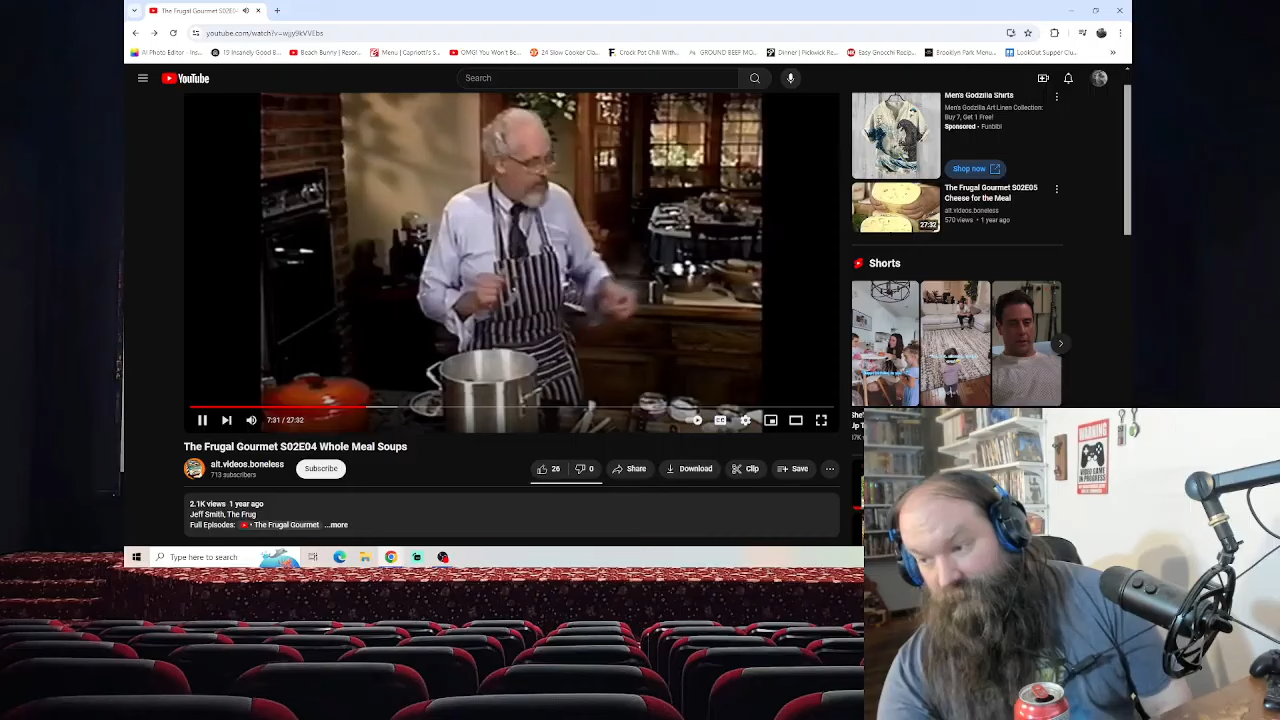 The Frugal Gourmet S02E04
youtube.com/watch?v=wjjy9kVVEbs
AI Photo Editor - Ins...
15 Insanely Good B...
Beach Bunny | Resor...
Menu | Capriotti's S...
OMG! You Won't Be...
24 Slow Cooker Clo...
Crock Pot Chili With...
GROUND BEEF MO...
Dinner | Pickwick Re...
Easy Gnocchi Recip...
Brooklyn Park Menu...
LookOut Supper Clu...
YouTube
Search
Men's Godzilla Shirts
Men's Godzilla Art Linen Collection:
Buy 7, Get 1 Free!
Sponsored · Funbibi
Shop now
The Frugal Gourmet S02E05
Cheese for the Meal
alt.videos.boneless
570 views · 1 year ago
27:32
Shorts
7:31 / 27:32
The Frugal Gourmet S02E04 Whole Meal Soups
alt.videos.boneless
713 subscribers
Subscribe
26
0
Share
Download
Clip
Save
2.1K views 1 year ago
Jeff Smith, The Frug
Full Episodes: • The Frugal Gourmet ...more
Type here to search
WARNING
VIDEO GAME
IN PROGRESS